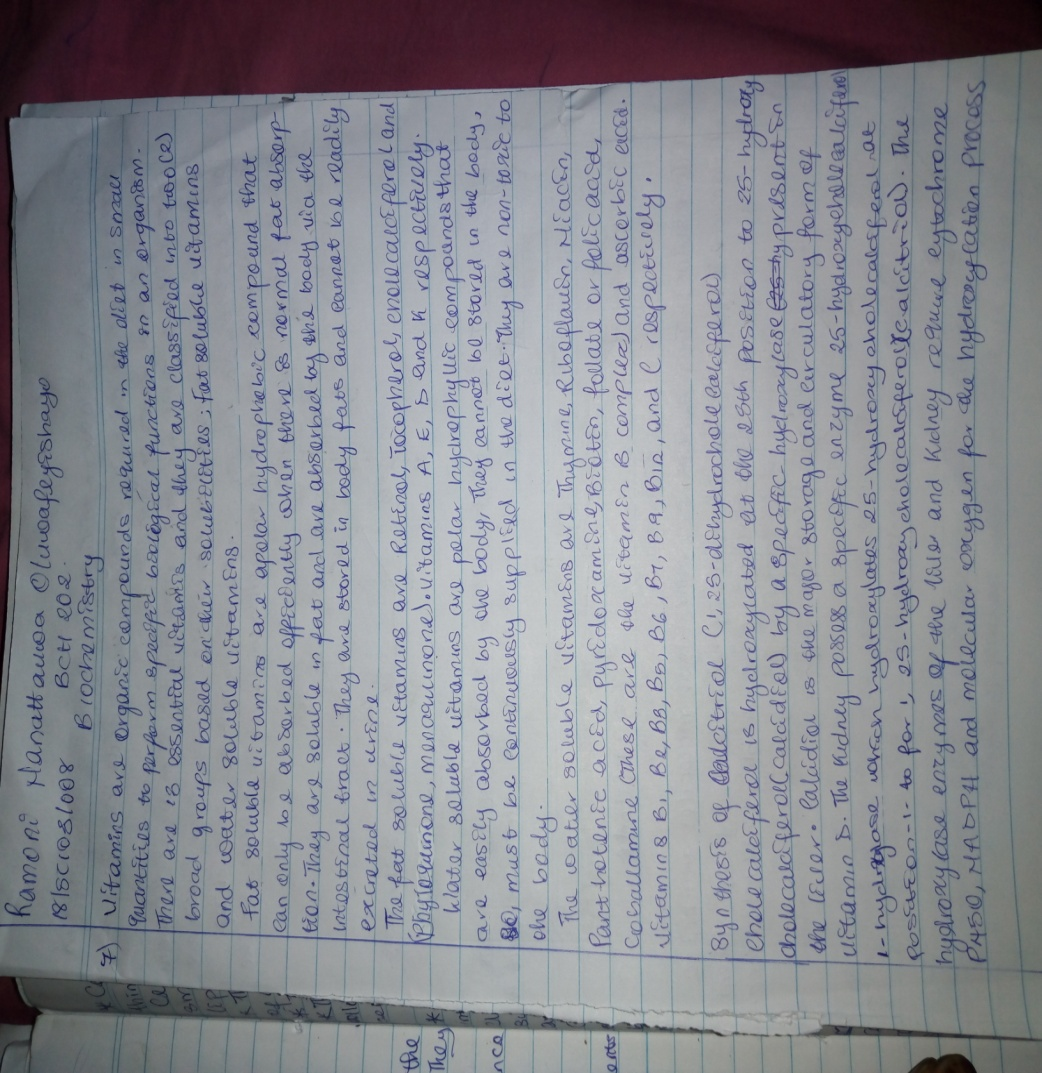 Ramoni Hanattawa Oluwafeyishayo
18/sci03/008 BCH 202.
Biochemistry
7) Vitamins are organic compounds required in the diet in small
quantities to perform specific biological functions in an organism.
There are 13 essential vitamis and they are classified into two(2)
broad groups based on their solubilities; Fat soluble vitamins
and water soluble vitamins.
Fat soluble vitamins are apolar hydrophobic compound that
can only be absorbed efficiently when there is normal fat absorp-
tion. They are soluble in fat and are absorbed by the body via the
intestinal tract. They are stored in body fats and cannot be readily
excreted in urine.
The fat soluble vitamins are Retinol, Tocopherol, cholecalciferol and
(Phyloquinone, menaquinone). vitamins A, E, D and K respectively.
Water soluble vitamins are polar hydrophylic compounds that
are easily absorbed by the body, They cannot be stored in the body,
so, must be continuously supplied in the diet. They are non-toxic to
the body.
The water soluble vitamins are Thymine, Riboflavin, Niacin,
Panthotenic acid, Pyridoxamine, Biotin, follate or folic acid,
Cobalamine (these are the vitamin B complex) and ascorbic acid.
Vitamins B1, B2, B3, B5, B6, B7, B9, B12, and C respectively.
Synthesis of Calcitriol (1,25-dihydrocholecalciferol)
Cholecalciferol is hydroxylated at the 25th position to 25-hydroxy
cholecalciferol (calcidiol) by a specific hydroxylase present in
the liver. Calcidiol is the major storage and circulatory form of
vitamin D. The kidney posses a specific enzyme 25-hydroxycholecalciferol
1-hydroxylase which hydroxylates 25-hydroxycholecalciferol at
position-1 to for 1,25-hydroxycholecalciferol (calcitriol). The
hydroxylase enzymes of the liver and kidney require cytochrome
P450, NADPH and molecular oxygen for the hydroxylation process
the
They